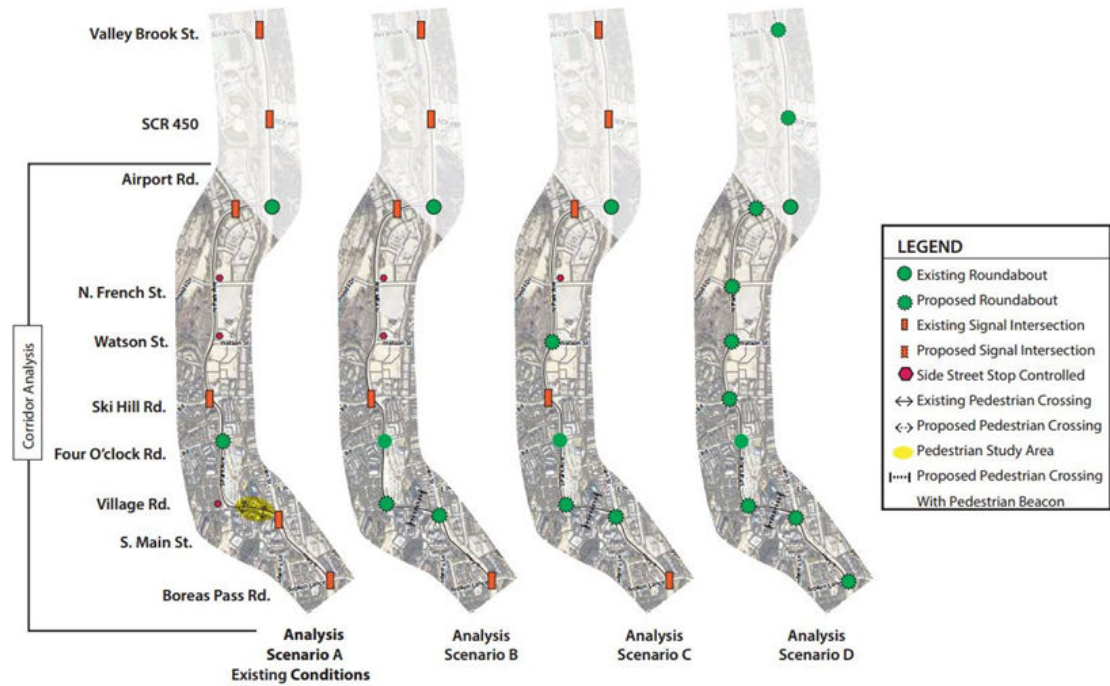 Valley Brook St.
SCR 450
Airport Rd.
N. French St.
Watson St.
Ski Hill Rd.
Four O'clock Rd.
Village Rd.
S. Main St.
Boreas Pass Rd.
Corridor Analysis
Analysis
Scenario A
Existing Conditions
Analysis
Scenario B
Analysis
Scenario C
Analysis
Scenario D
LEGEND
Existing Roundabout
Proposed Roundabout
Existing Signal Intersection
Proposed Signal Intersection
Side Street Stop Controlled
Existing Pedestrian Crossing
Proposed Pedestrian Crossing
Pedestrian Study Area
Proposed Pedestrian Crossing
With Pedestrian Beacon